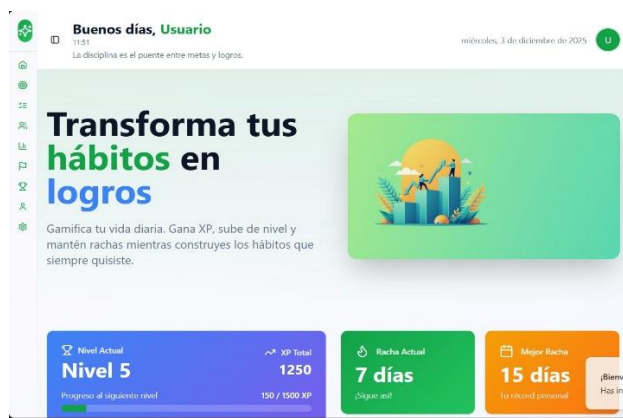 Buenos días, Usuario
11:51
La disciplina es el puente entre metas y logros.
miércoles, 3 de diciembre de 2025
U
Transforma tus
hábitos en
logros
Gamifica tu vida diaria. Gana XP, sube de nivel y
mantén rachas mientras construyes los hábitos que
siempre quisiste.
Nivel Actual
Nivel 5
XP Total
1250
Progreso al siguiente nivel
150 / 1500 XP
Racha Actual
7 días
¡Sigue así!
Mejor Racha
15 días
Tu récord personal
¡Bienv
Has in